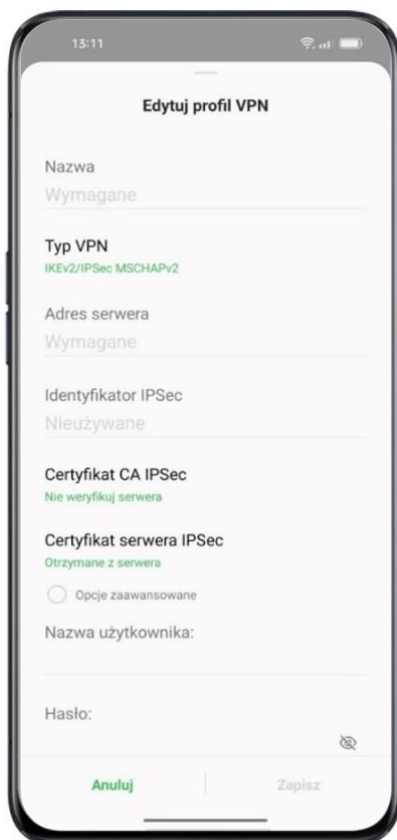 13:11
Edytuj profil VPN
Nazwa
Wymagane
Typ VPN
IKEv2/IPSec MSCHAPv2
Adres serwera
Wymagane
Identyfikator IPSec
Nieużywane
Certyfikat CA IPSec
Nie weryfikuj serwera
Certyfikat serwera IPSec
Otrzymane z serwera
Opcje zaawansowane
Nazwa użytkownika:
Hasło:
Anuluj
Zapisz